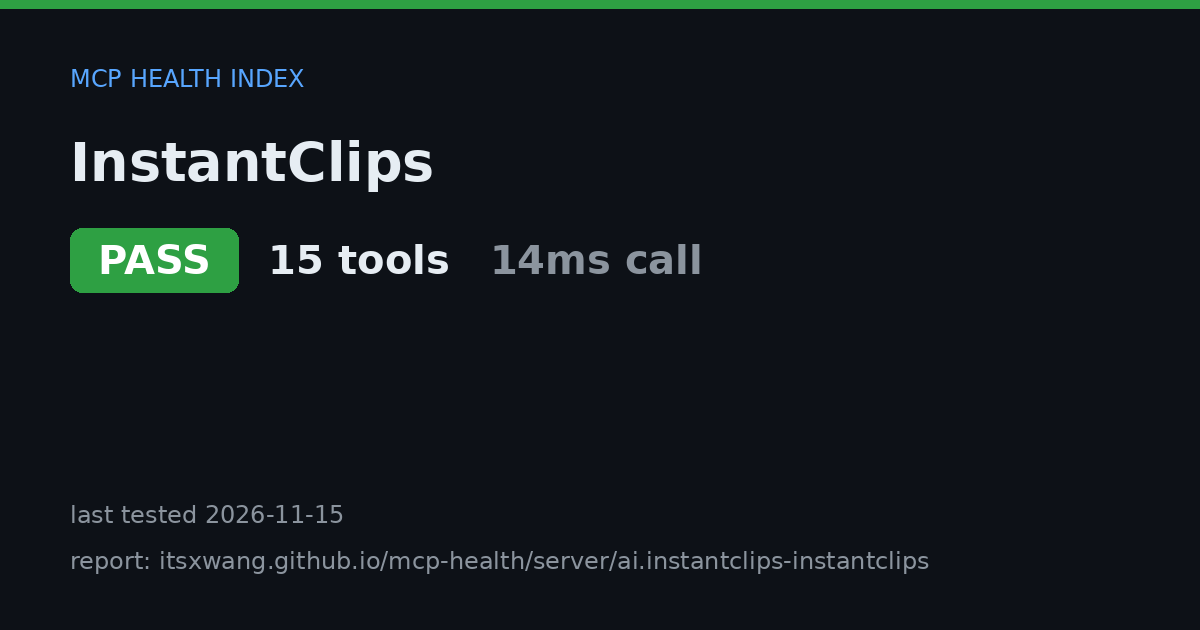 MCP HEALTH INDEX
InstantClips
PASS 15 tools 14ms call
last tested 2026-11-15
report: itsxwang.github.io/mcp-health/server/ai.instantclips-instantclips